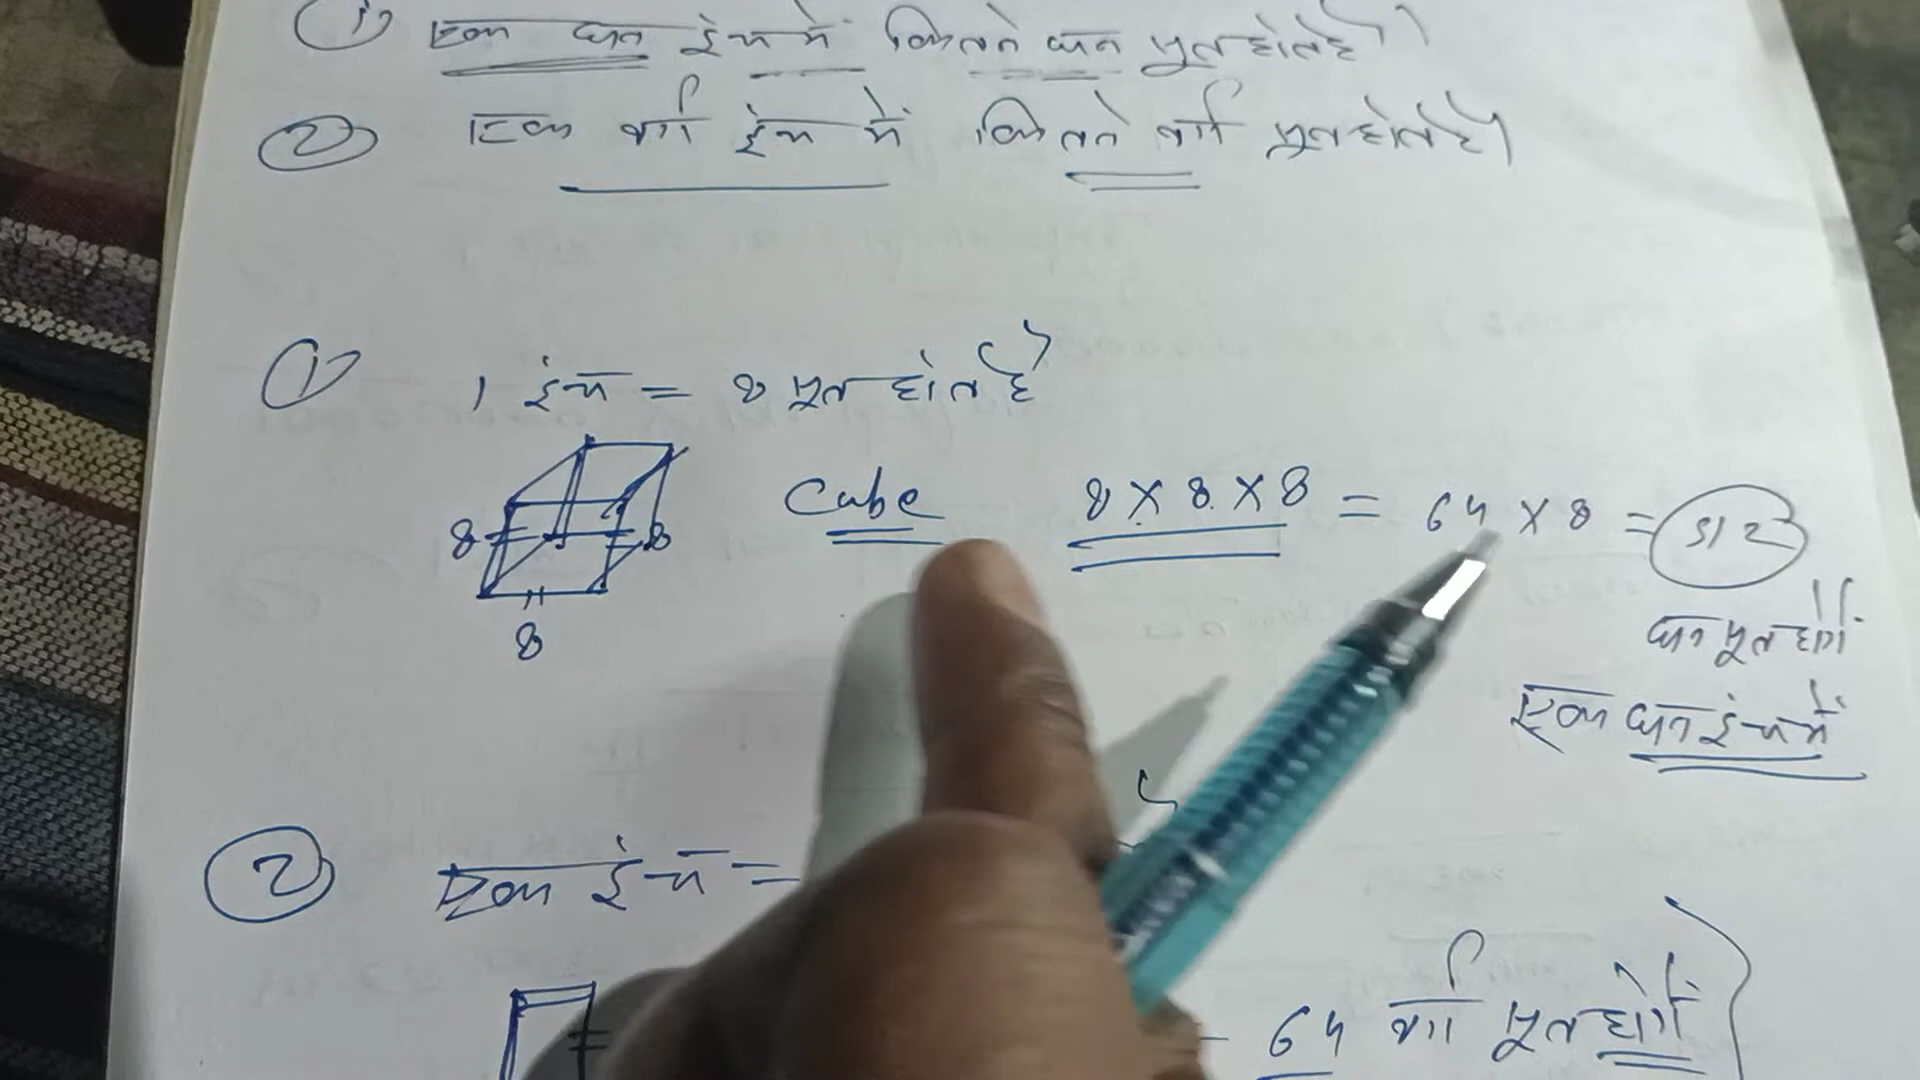 ① एक घन इंच में कितने घन सूत होते है।
② एक वर्ग इंच में कितने वर्ग सूत होते है।
① 1 इंच = 8 सूत होते है
8 8 Cube 8 × 8 × 8 = 64 × 8 = 512
8
घन सूत होंगे
एक घन इंच में
② एक इंच =
64 वर्ग सूत होंगे